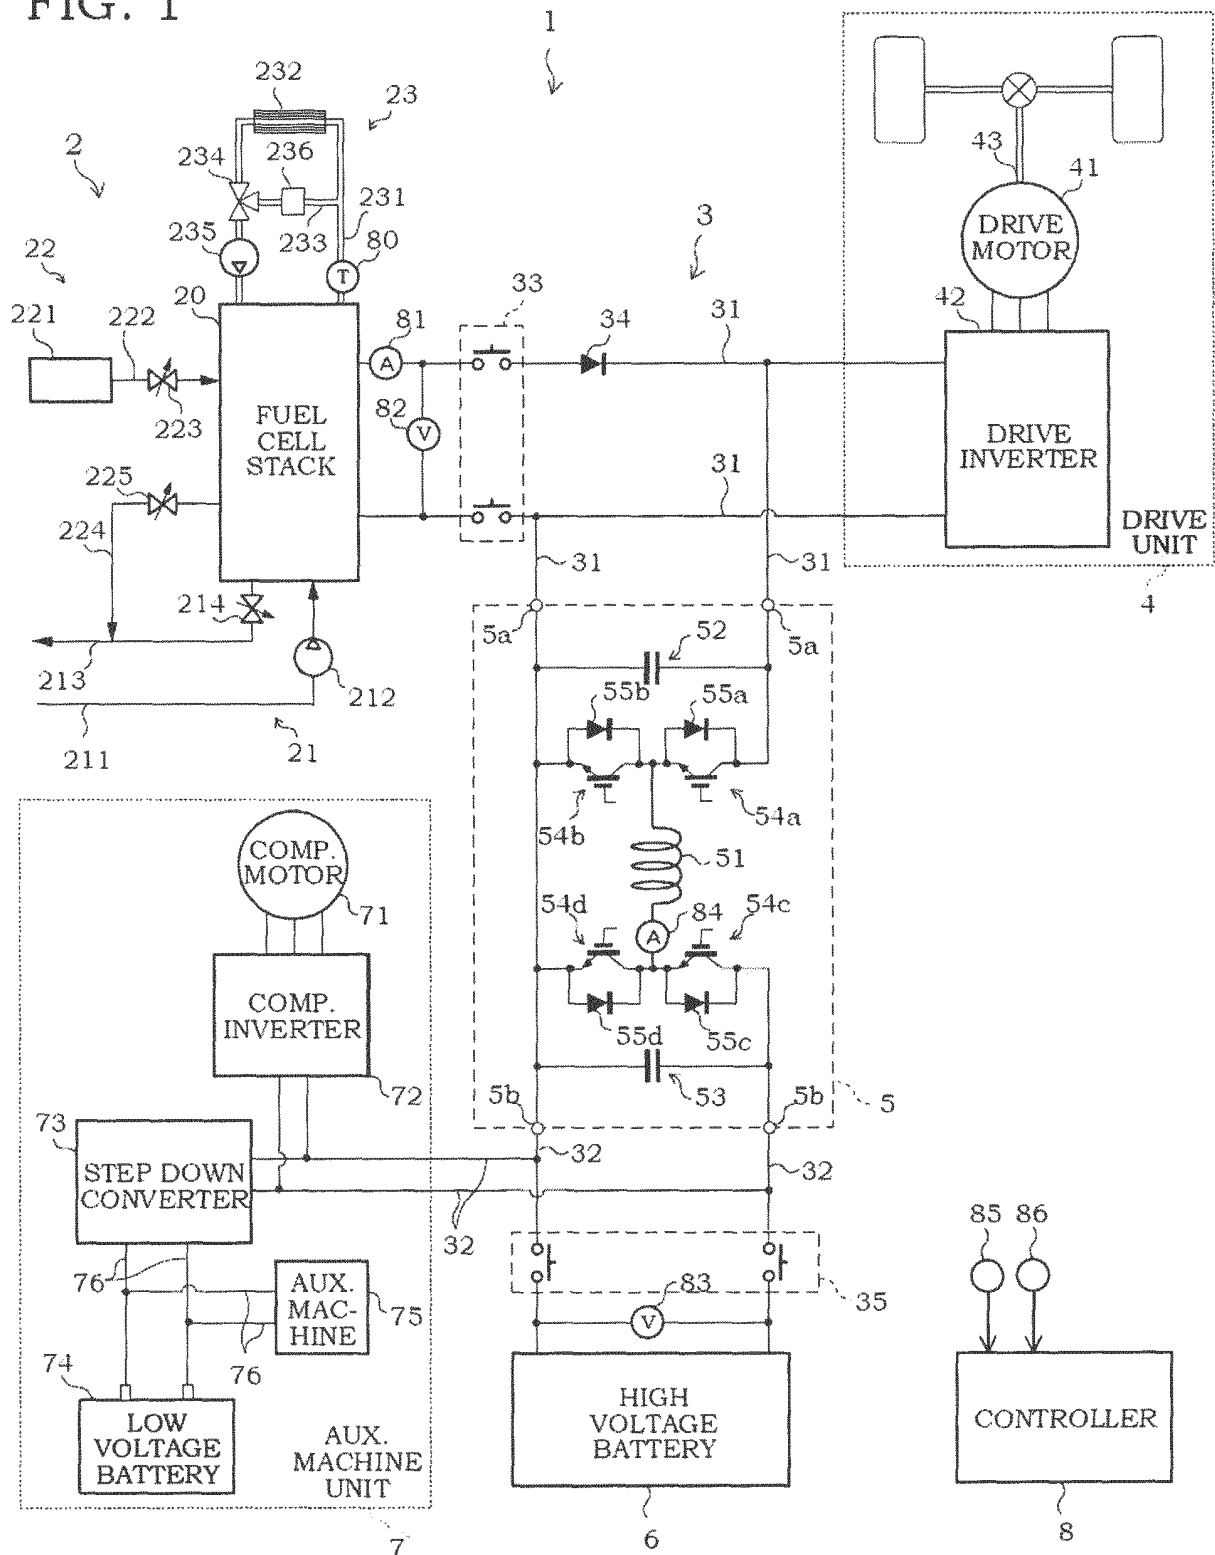 FIG. 1
1
232
23
2
234
236
43
41
DRIVE
MOTOR
235
233
231
80
3
22
T
20
33
42
221
222
81
34
31
A
223
82
FUEL
CELL
STACK
V
DRIVE
INVERTER
225
31
224
DRIVE
UNIT
31
31
214
4
5a
52
5a
213
212
55b
55a
211
21
54b
54a
COMP.
MOTOR
51
71
54d
84
54c
A
COMP.
INVERTER
55d
55c
72
5b
53
5b
5
73
32
32
STEP DOWN
CONVERTER
32
85
86
76
AUX.
MAC-
HINE
75
83
35
V
76
74
HIGH
VOLTAGE
BATTERY
CONTROLLER
LOW
VOLTAGE
BATTERY
AUX.
MACHINE
UNIT
7
6
8